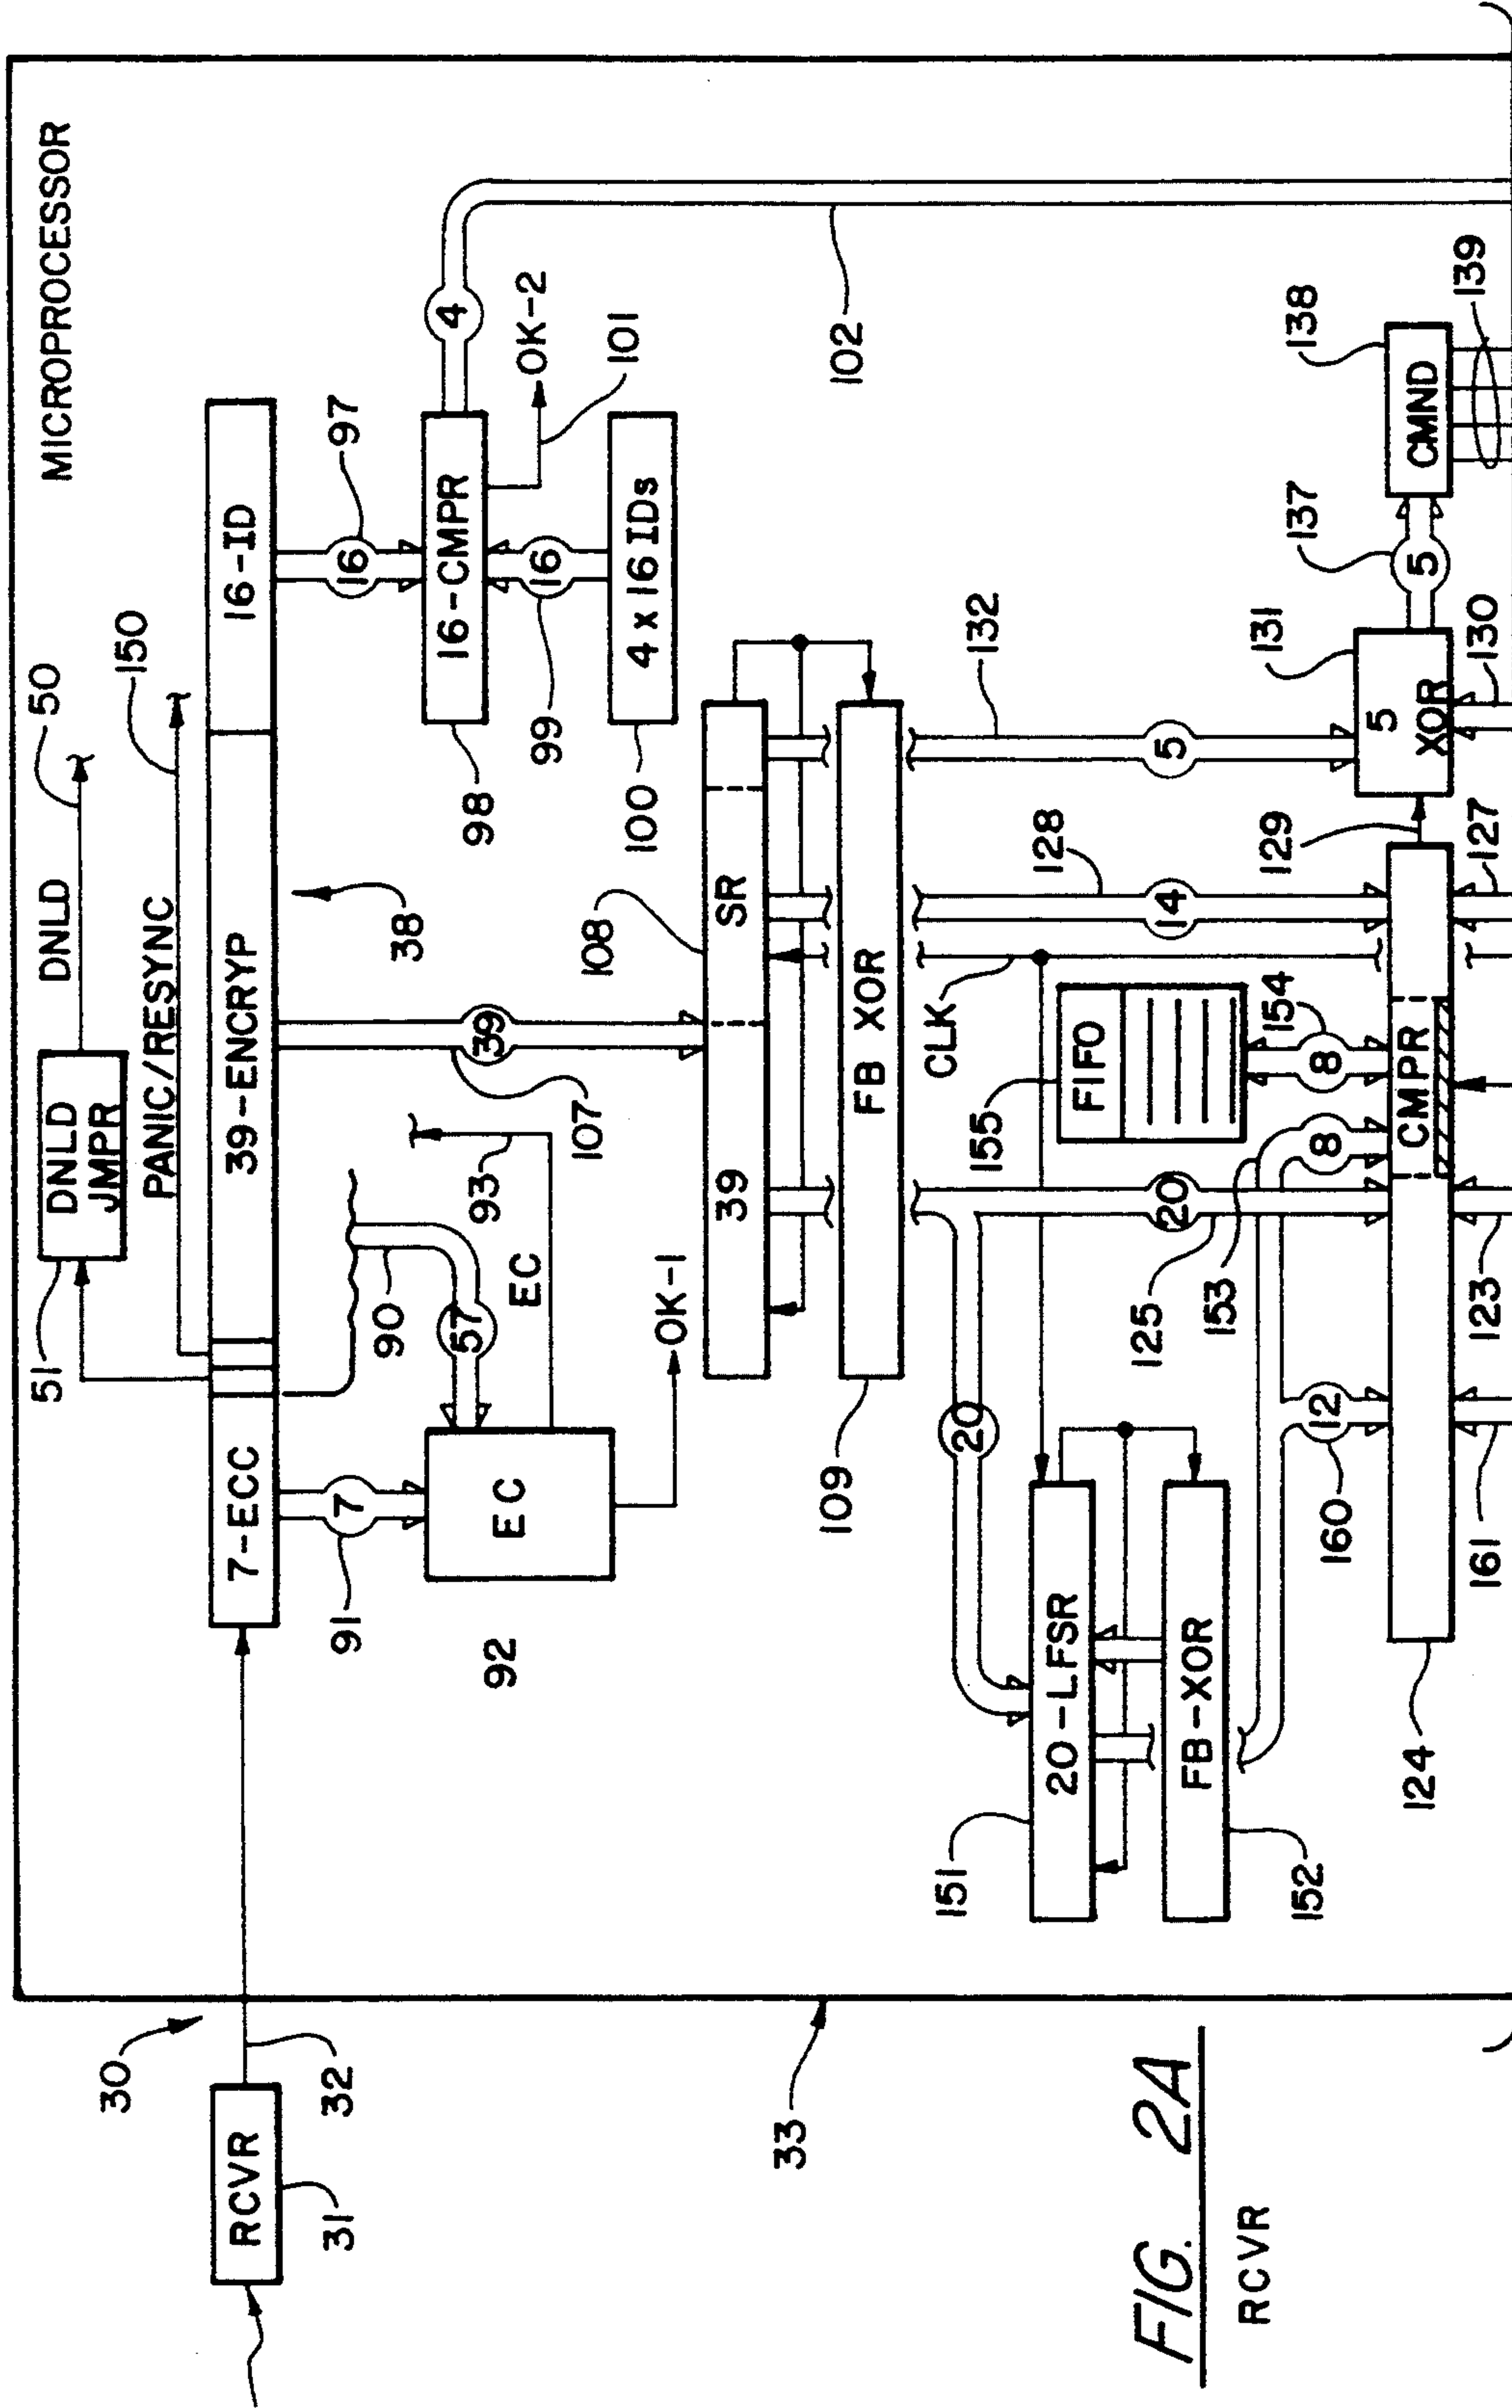 MICROPROCESSOR
DNLD
50
51
DNLD
JMPR
PANIC/RESYNC
150
30
RCVR
31
32
7-ECC
39-ENCRYP
16-ID
38
91
7
EC
92
90
57
EC
93
OK-1
39
107
16
97
16-CMPR
98
16
99
4 x 16 IDs
100
4
OK-2
101
102
108
39
SR
FB XOR
109
33
20
20-LFSR
151
FB-XOR
152
CLK
155
FIFO
154
8
8
153
20
125
14
128
5
132
12
160
161
123
124
CMPR
127
129
5
XOR
131
130
5
137
CMND
138
139
FIG. 2A
RCVR